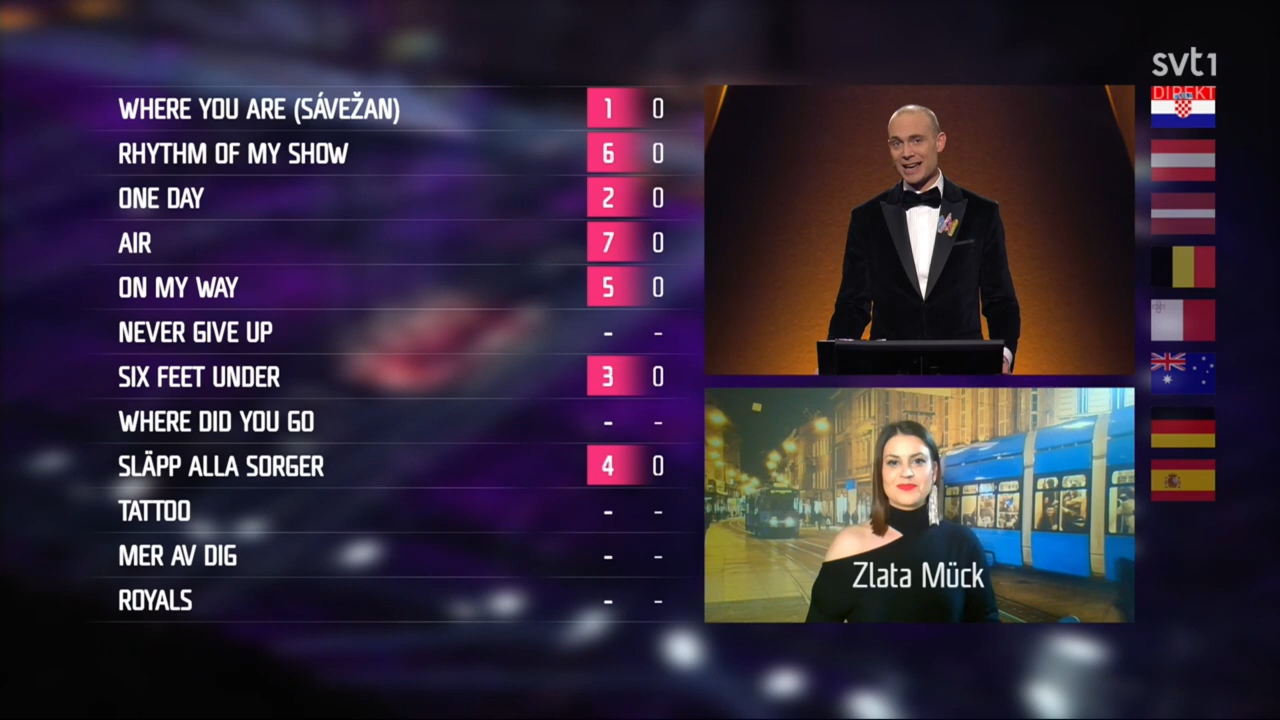 svt1
DIREKT
WHERE YOU ARE (SÁVEŽAN) 1 0
RHYTHM OF MY SHOW 6 0
ONE DAY 2 0
AIR 7 0
ON MY WAY 5 0
NEVER GIVE UP - -
SIX FEET UNDER 3 0
WHERE DID YOU GO - -
SLÄPP ALLA SORGER 4 0
TATTOO - -
MER AV DIG - -
ROYALS - -
Zlata Mück